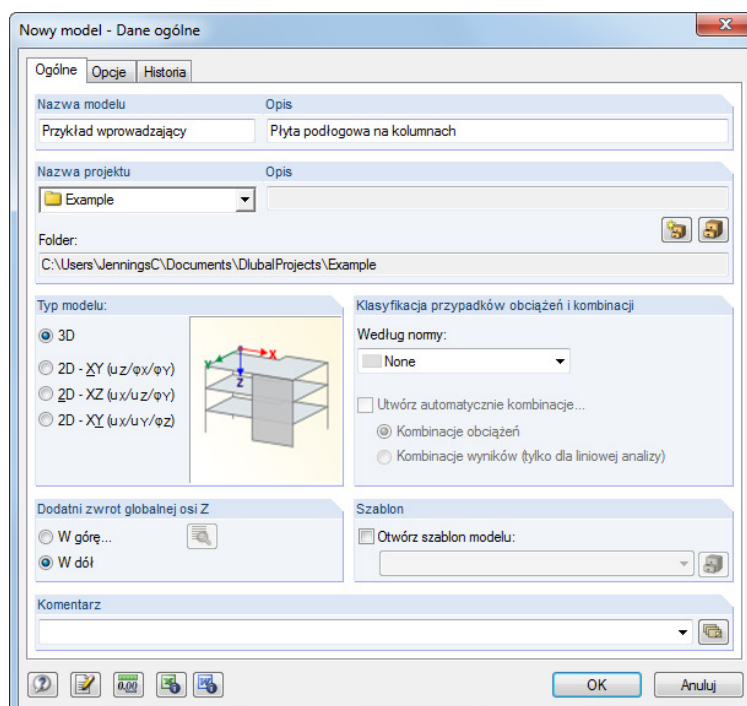 Nowy model - Dane ogólne
Ogólne Opcje Historia
Nazwa modelu Opis
Przykład wprowadzający Płyta podłogowa na kolumnach
Nazwa projektu Opis
Example
Folder:
C:\Users\JenningsC\Documents\DlubalProjects\Example
Typ modelu: Klasyfikacja przypadków obciążeń i kombinacji
3D Według normy:
None
2D - XY (uZ/φX/φY)
2D - XZ (uX/uZ/φY)
2D - XY (uX/uY/φZ)
Y X
Z
Utwórz automatycznie kombinacje...
Kombinacje obciążeń
Kombinacje wyników (tylko dla liniowej analizy)
Dodatni zwrot globalnej osi Z Szablon
W górę... Otwórz szablon modelu:
W dół
Komentarz
0.00
OK Anuluj